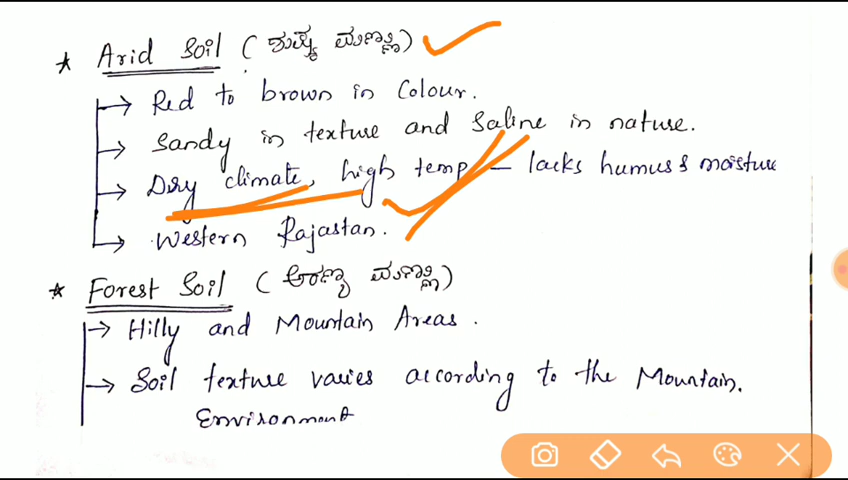 * Arid Soil (ಶುಷ್ಕ ಮಣ್ಣು)
→ Red to brown in Colour.
→ Sandy in texture and Saline in nature.
→ Dry climate, high temp – lacks humus & moisture
→ Western Rajastan.
* Forest Soil (ಅರಣ್ಯ ಮಣ್ಣು)
→ Hilly and Mountain Areas.
→ Soil texture varies according to the Mountain.
Environment